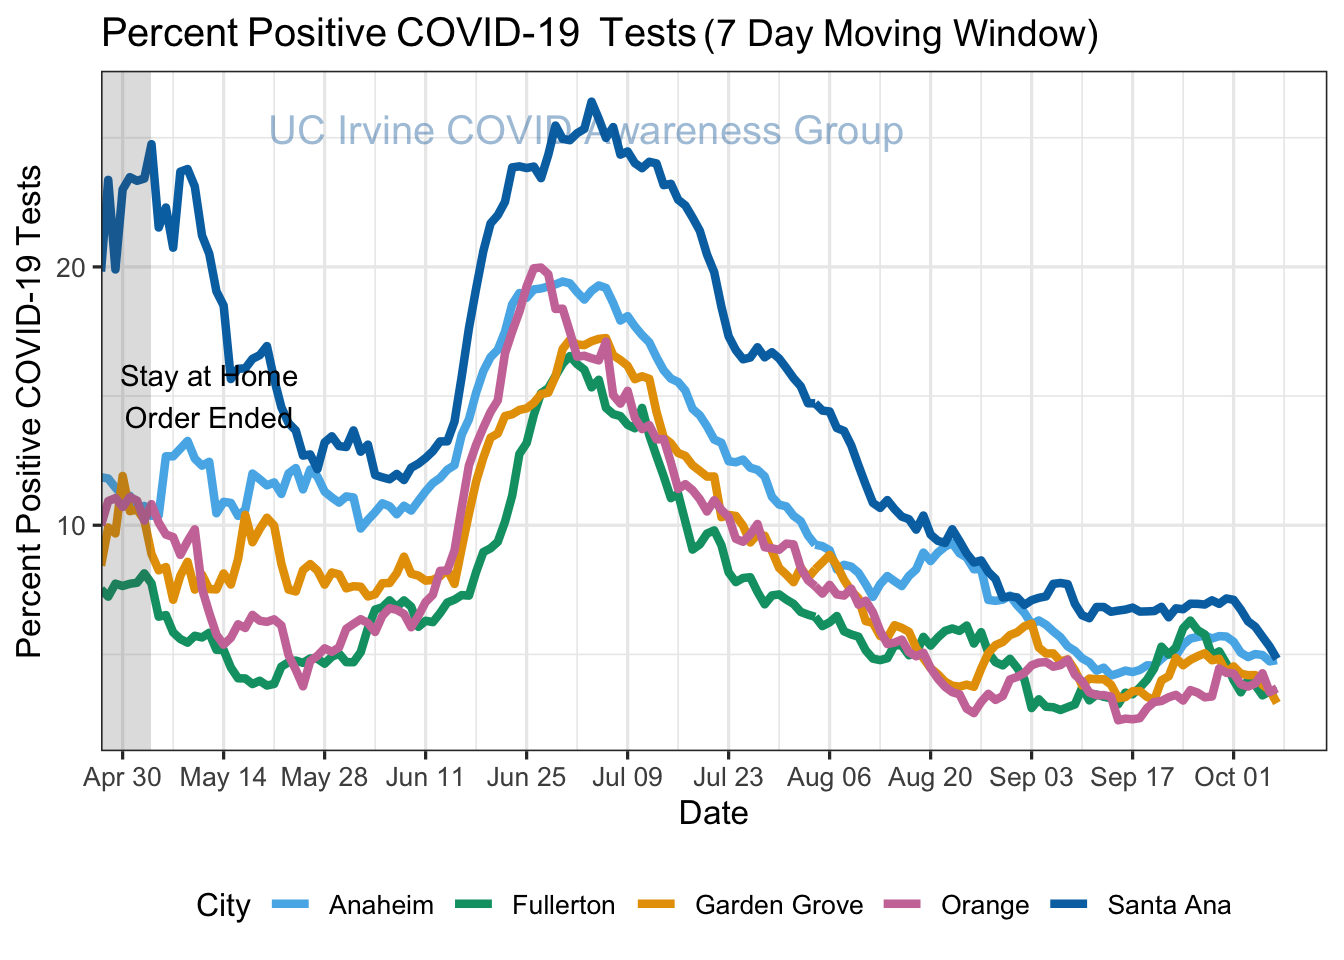 Percent Positive COVID-19  Tests (7 Day Moving Window)
UC Irvine COVID Awareness Group
Percent Positive COVID-19 Tests
20
10
Stay at Home
Order Ended
Apr 30 May 14 May 28 Jun 11 Jun 25 Jul 09 Jul 23 Aug 06 Aug 20 Sep 03 Sep 17 Oct 01
Date
City Anaheim Fullerton Garden Grove Orange Santa Ana